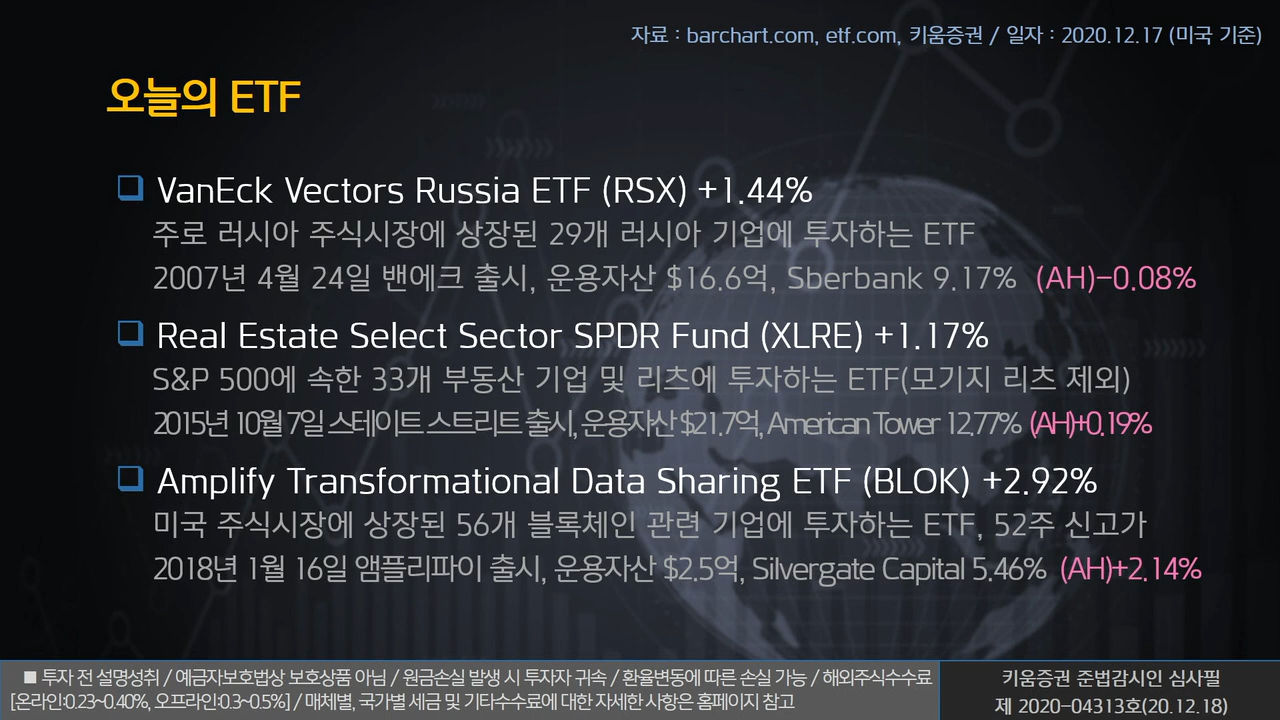 자료 : barchart.com, etf.com, 키움증권 / 일자 : 2020.12.17 (미국 기준)
오늘의 ETF
❑ VanEck Vectors Russia ETF (RSX) +1.44%
주로 러시아 주식시장에 상장된 29개 러시아 기업에 투자하는 ETF
2007년 4월 24일 밴에크 출시, 운용자산 $16.6억, Sberbank 9.17% (AH)-0.08%
❑ Real Estate Select Sector SPDR Fund (XLRE) +1.17%
S&P 500에 속한 33개 부동산 기업 및 리츠에 투자하는 ETF(모기지 리츠 제외)
2015년 10월 7일 스테이트 스트리트 출시, 운용자산 $21.7억, American Tower 12.77% (AH)+0.19%
❑ Amplify Transformational Data Sharing ETF (BLOK) +2.92%
미국 주식시장에 상장된 56개 블록체인 관련 기업에 투자하는 ETF, 52주 신고가
2018년 1월 16일 앰플리파이 출시, 운용자산 $2.5억, Silvergate Capital 5.46% (AH)+2.14%
■ 투자 전 설명성취 / 예금자보호법상 보호상품 아님 / 원금손실 발생 시 투자자 귀속 / 환율변동에 따른 손실 가능 / 해외주식수수료
[온라인:0.23~0.40%, 오프라인:0.3~0.5%] / 매체별, 국가별 세금 및 기타수수료에 대한 자세한 사항은 홈페이지 참고
키움증권 준법감시인 심사필
제 2020-04313호(20.12.18)